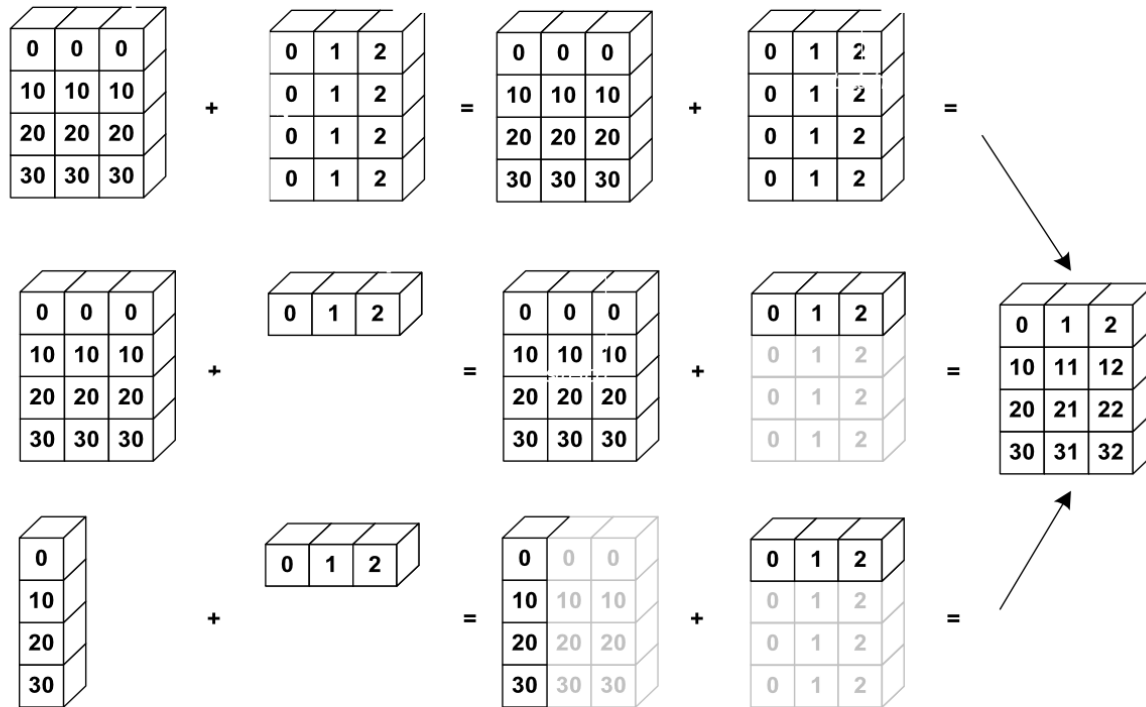 0 0 0 0 1 2 0 0 0 0 1 2
10 10 10 0 1 2 10 10 10 0 1 2
+ + = + =
20 20 20 0 1 2 20 20 20 0 1 2
30 30 30 0 1 2 30 30 30 0 1 2
0 0 0 0 1 2 0 0 0 0 1 2 0 1 2
10 10 10 10 10 10 0 1 2 10 11 12
+ = + =
20 20 20 20 20 20 0 1 2 20 21 22
30 30 30 30 30 30 0 1 2 30 31 32
0 0 1 2 0 0 0 0 1 2
10 10 10 10 0 1 2
+ = + =
20 20 20 20 0 1 2
30 30 30 30 0 1 2